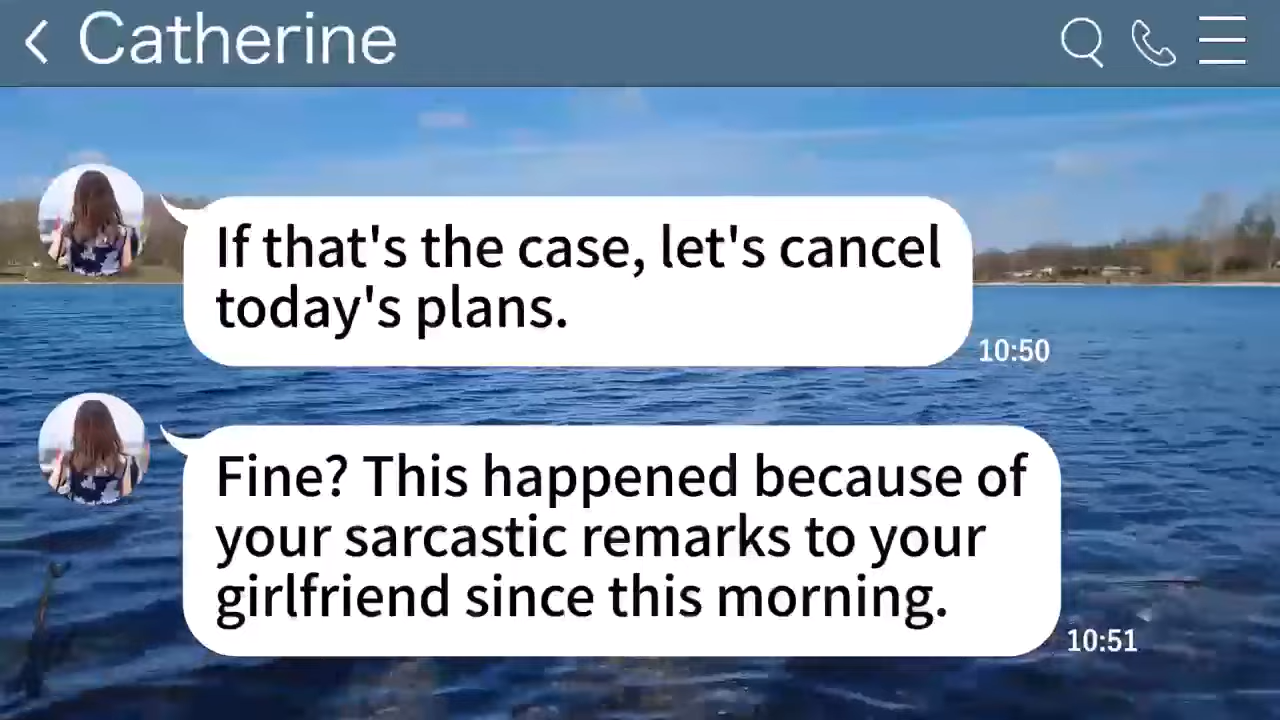 Catherine
If that's the case, let's cancel
today's plans.
10:50
Fine? This happened because of
your sarcastic remarks to your
girlfriend since this morning.
10:51